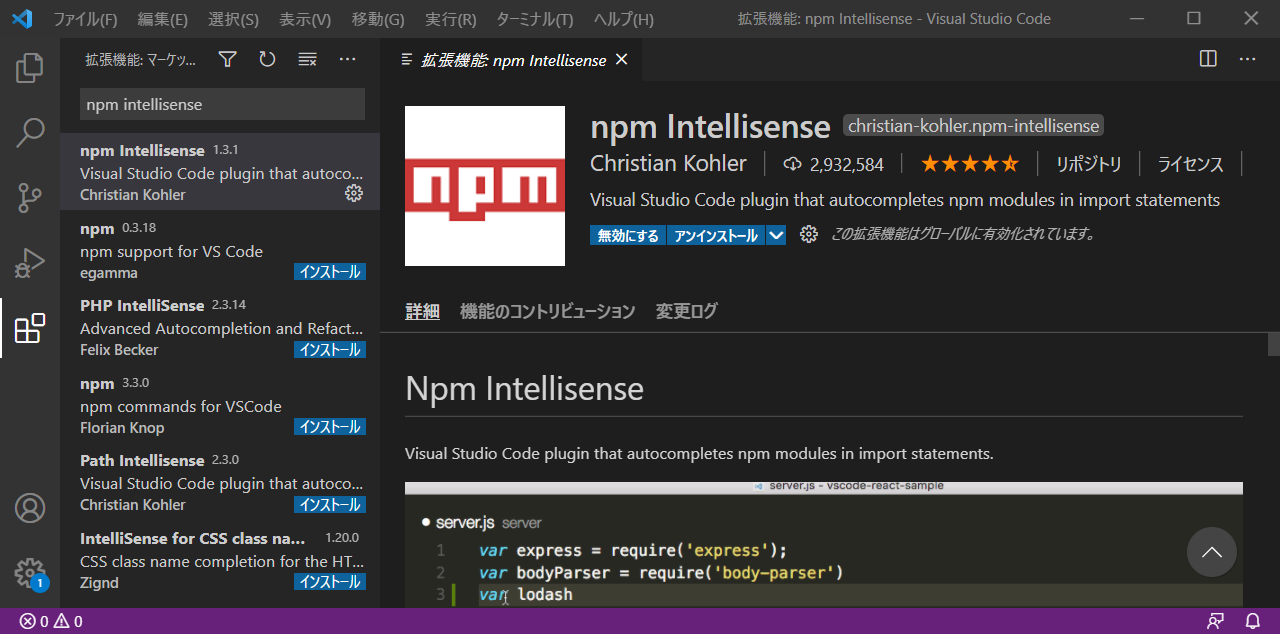 ファイル(F) 編集(E) 選択(S) 表示(V) 移動(G) 実行(R) ターミナル(T) ヘルプ(H) 拡張機能: npm Intellisense - Visual Studio Code
拡張機能: マーケッ...
npm intellisense
npm Intellisense 1.3.1
Visual Studio Code plugin that autoco...
Christian Kohler
npm 0.3.18
npm support for VS Code
egamma インストール
PHP IntelliSense 2.3.14
Advanced Autocompletion and Refact...
Felix Becker インストール
npm 3.3.0
npm commands for VSCode
Florian Knop インストール
Path Intellisense 2.3.0
Visual Studio Code plugin that autoco...
Christian Kohler インストール
IntelliSense for CSS class na... 1.20.0
CSS class name completion for the HT...
Zignd インストール
1
拡張機能: npm Intellisense
npm
npm Intellisense christian-kohler.npm-intellisense
Christian Kohler 2,932,584 リポジトリ ライセンス
Visual Studio Code plugin that autocompletes npm modules in import statements
無効にする アンインストール この拡張機能はグローバルに有効化されています。
詳細 機能のコントリビューション 変更ログ
Npm Intellisense
Visual Studio Code plugin that autocompletes npm modules in import statements.
server.js - vscode-react-sample
server.js server
1 var express = require('express');
2 var bodyParser = require('body-parser')
3 var lodash
0 0